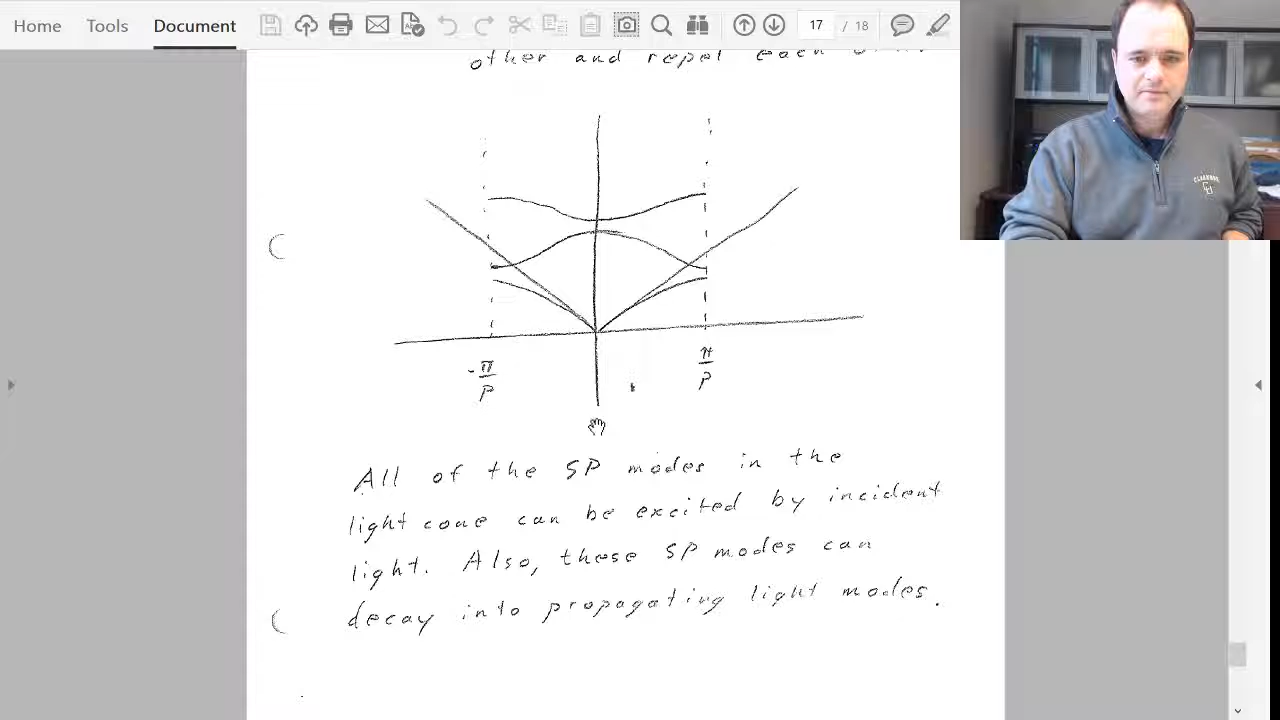 Home Tools Document 17 / 18
other and repel each
-π/P
π/P
All of the SP modes in the
light cone can be excited by incident
light. Also, these SP modes can
decay into propagating light modes.